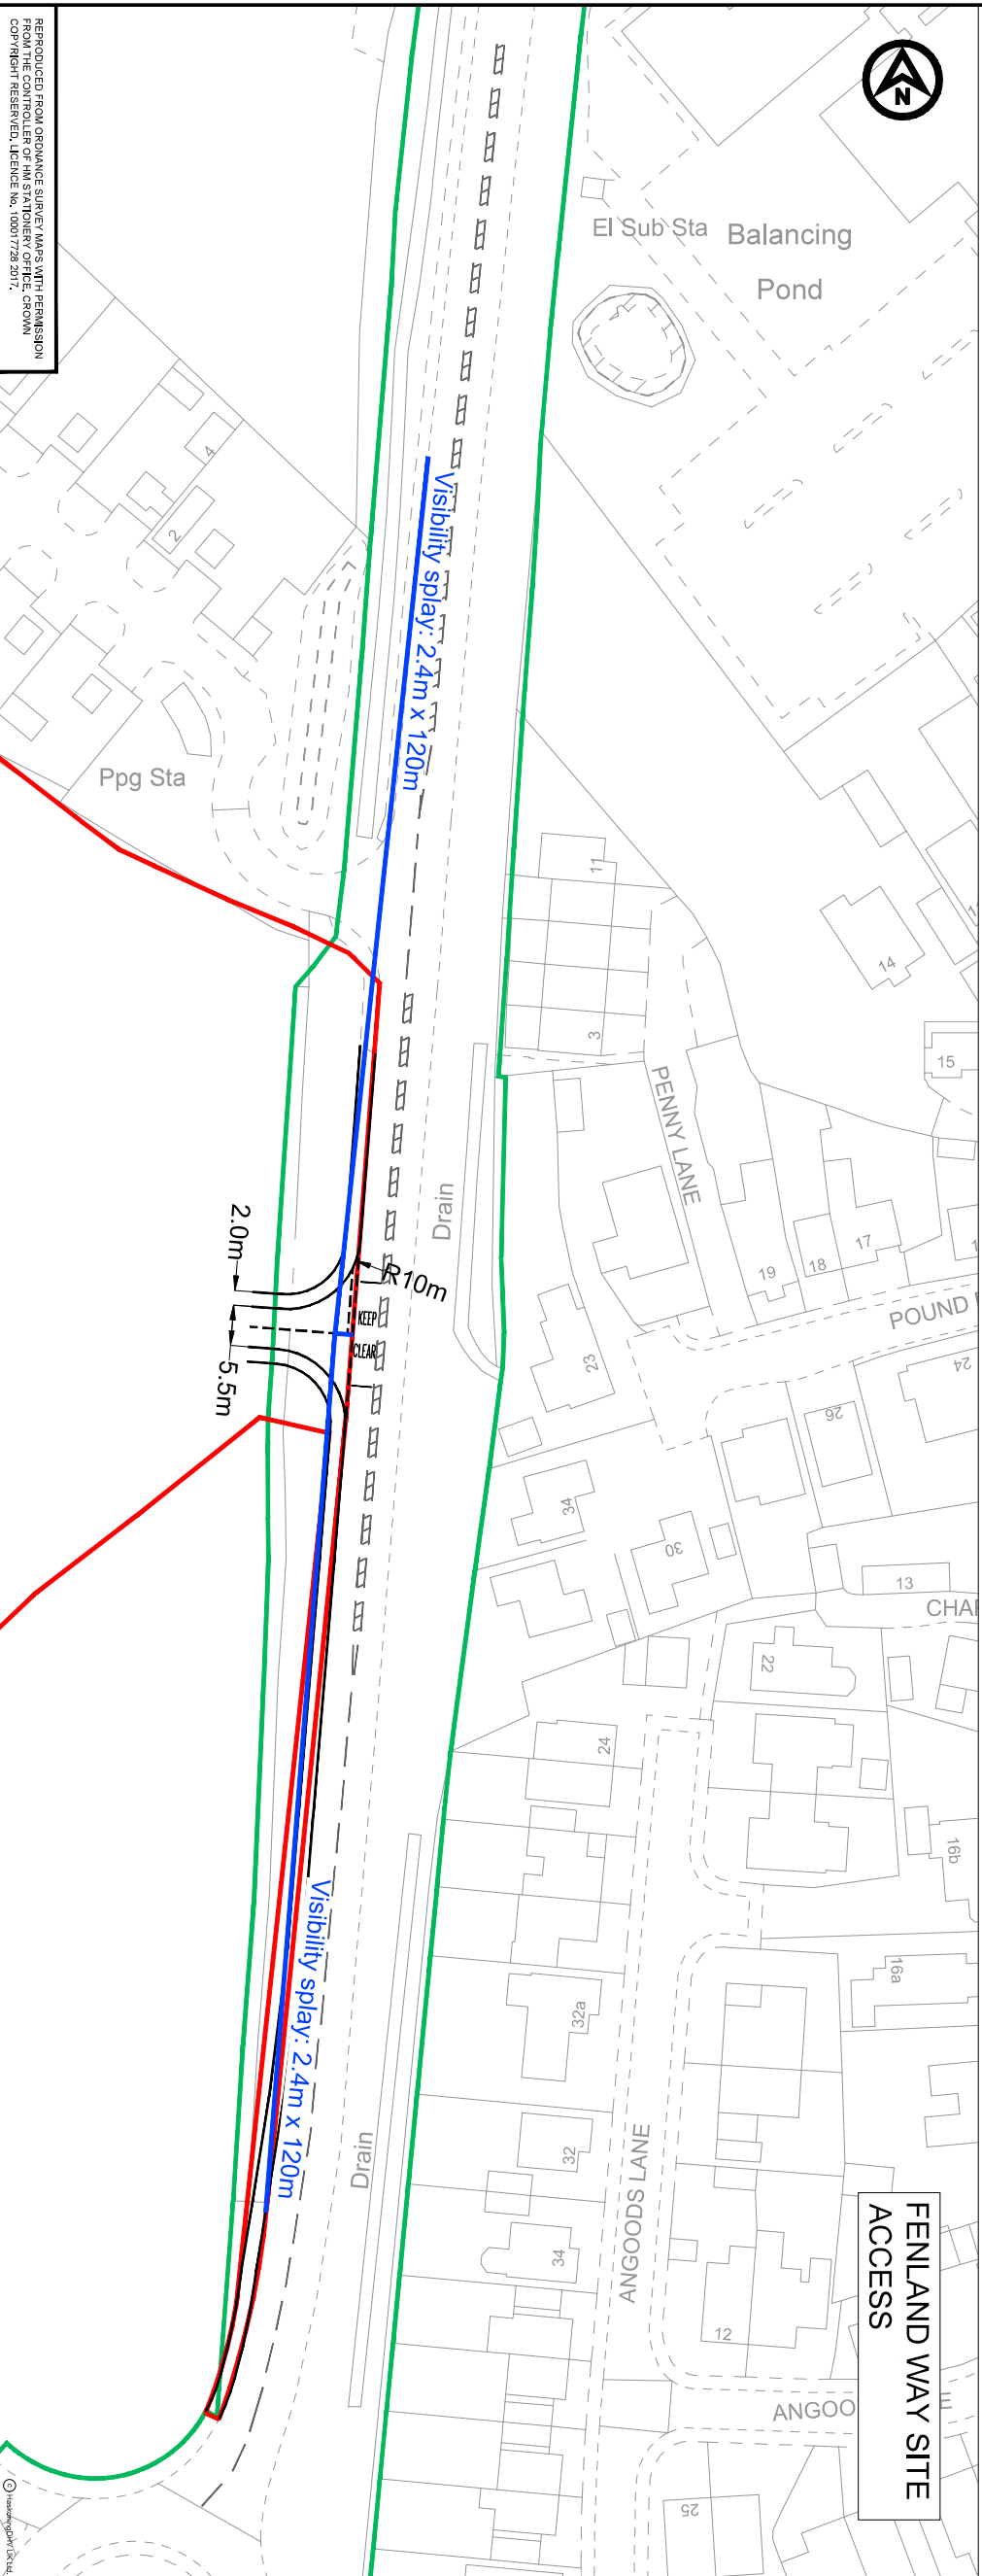 REPRODUCED FROM ORDNANCE SURVEY MAPS WITH PERMISSION
FROM THE CONTROLLER OF HM STATIONERY OFFICE, CROWN
COPYRIGHT RESERVED, LICENCE No. 100017728 2017.
N
El Sub Sta
Balancing
Pond
4
2
Visibility splay: 2.4m x 120m
Ppg Sta
11
3
14
15
PENNY LANE
Drain
2.0m
R10m
KEEP
CLEAR
5.5m
19
18
17
POUND
23
24
26
34
30
13
22
24
16b
16a
32a
Visibility splay: 2.4m x 120m
Drain
32
34
ANGOODS LANE
12
ANGOO
25
FENLAND WAY SITE
ACCESS
© HaskoningDHV UK Ltd.